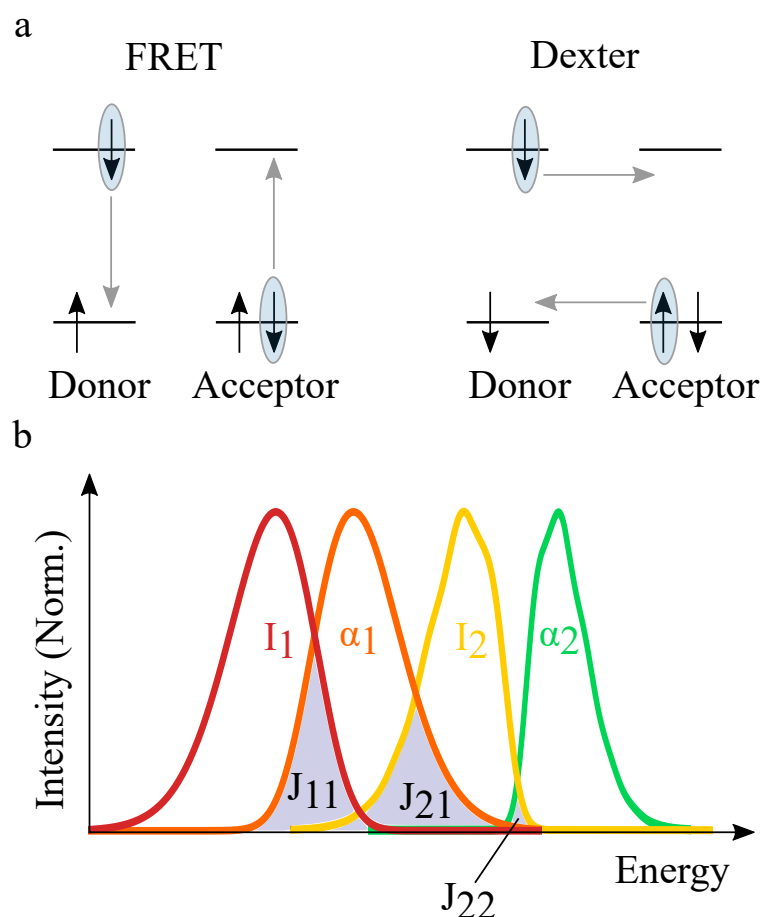 a
FRET
Dexter
Donor
Acceptor
Donor
Acceptor
b
Intensity (Norm.)
I1
α1
I2
α2
J11
J21
J22
Energy